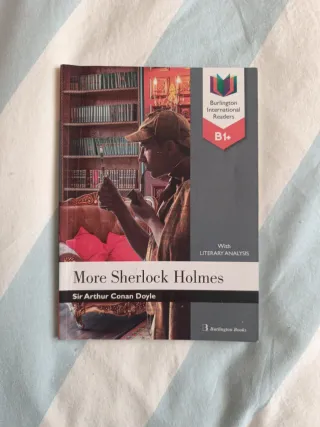 Burlington
International
Readers
B1+
With
LITERARY ANALYSIS
More Sherlock Holmes
Sir Arthur Conan Doyle
Burlington Books